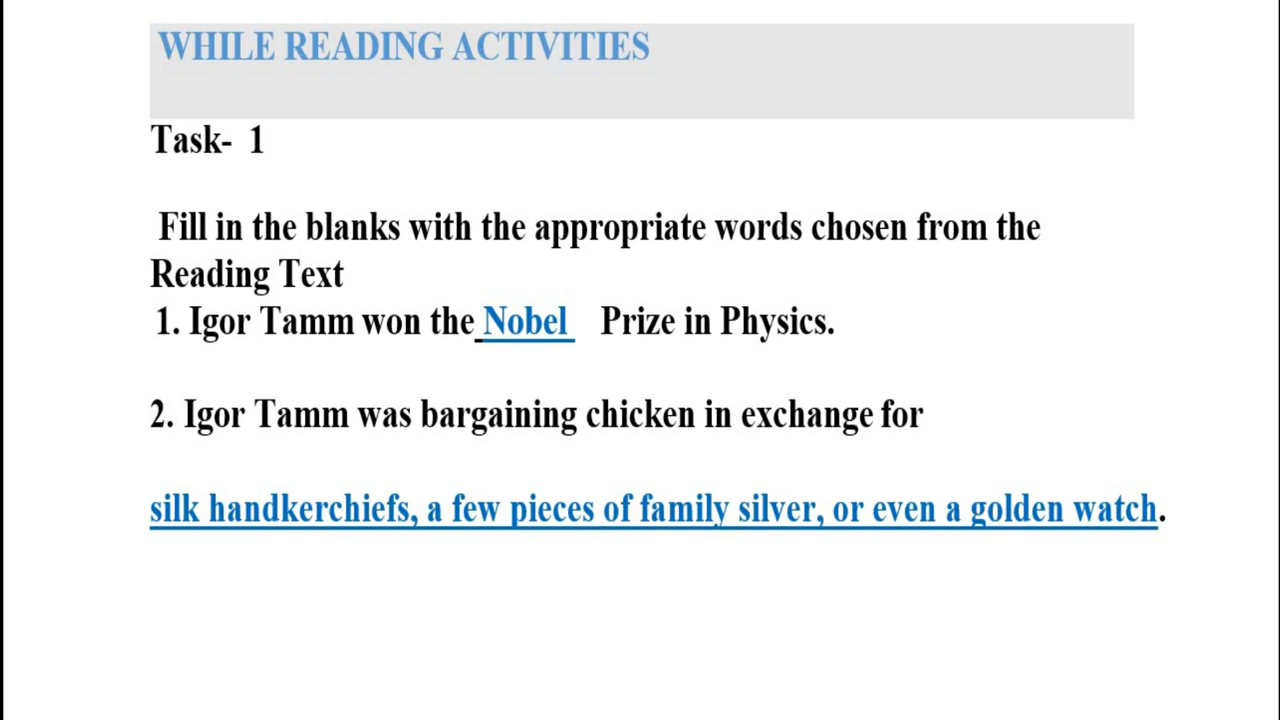 WHILE READING ACTIVITIES
Task- 1
Fill in the blanks with the appropriate words chosen from the
Reading Text
1. Igor Tamm won the Nobel Prize in Physics.
2. Igor Tamm was bargaining chicken in exchange for
silk handkerchiefs, a few pieces of family silver, or even a golden watch.